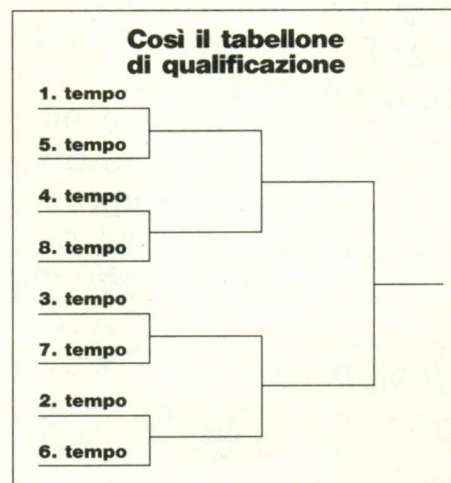 Così il tabellone
di qualificazione
1. tempo
5. tempo
4. tempo
8. tempo
3. tempo
7. tempo
2. tempo
6. tempo